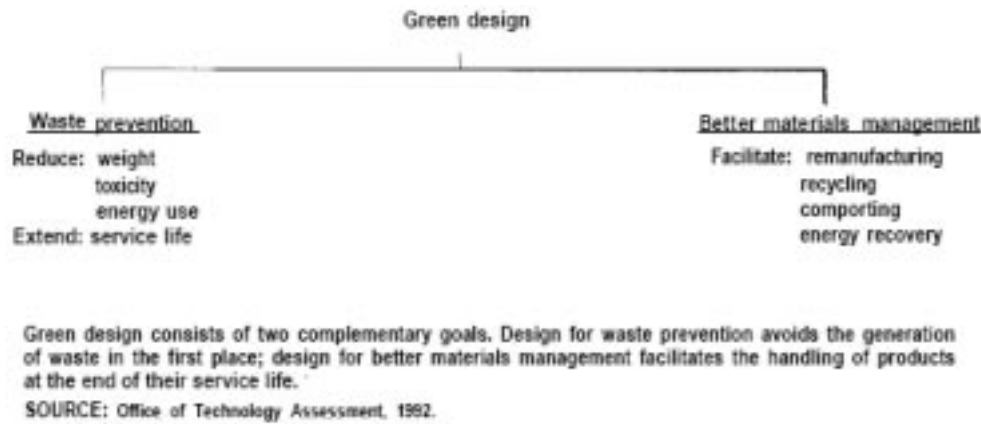 Green design
Waste prevention
Reduce: weight
toxicity
energy use
Extend: service life
Better materials management
Facilitate: remanufacturing
recycling
comporting
energy recovery
Green design consists of two complementary goals. Design for waste prevention avoids the generation
of waste in the first place; design for better materials management facilitates the handling of products
at the end of their service life.
SOURCE: Office of Technology Assessment, 1992.